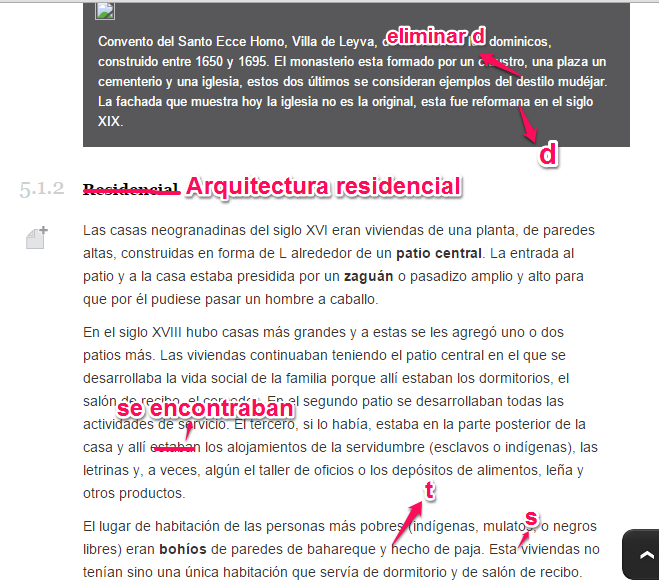 eliminar d
Convento del Santo Ecce Homo, Villa de Leyva, dominicos,
construido entre 1650 y 1695. El monasterio esta formado por un claustro, una plaza un
cementerio y una iglesia, estos dos últimos se consideran ejemplos del destilo mudéjar.
La fachada que muestra hoy la iglesia no es la original, esta fue reformana en el siglo
XIX.
d
5.1.2 Residencial Arquitectura residencial
Las casas neogranadinas del siglo XVI eran viviendas de una planta, de paredes
altas, construidas en forma de L alrededor de un patio central. La entrada al
patio y a la casa estaba presidida por un zaguán o pasadizo amplio y alto para
que por él pudiese pasar un hombre a caballo.
En el siglo XVIII hubo casas más grandes y a estas se les agregó uno o dos
patios más. Las viviendas continuaban teniendo el patio central en el que se
desarrollaba la vida social de la familia porque allí estaban los dormitorios, el
salón de recibo, el comedor. En el segundo patio se desarrollaban todas las
se encontraban
actividades de servicio. El tercero, si lo había, estaba en la parte posterior de la
casa y allí estaban los alojamientos de la servidumbre (esclavos o indígenas), las
letrinas y, a veces, algún el taller de oficios o los depósitos de alimentos, leña y
otros productos.
t
s
El lugar de habitación de las personas más pobres (indígenas, mulatos, o negros
libres) eran bohíos de paredes de bahareque y hecho de paja. Esta viviendas no
tenían sino una única habitación que servía de dormitorio y de salón de recibo.